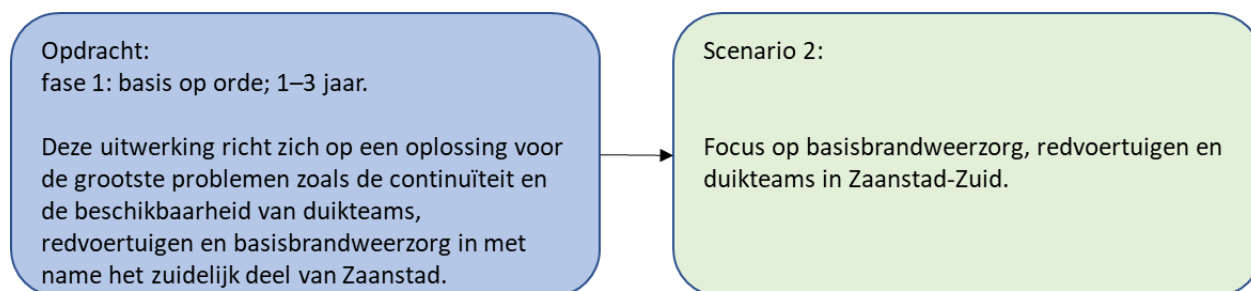 Opdracht:
fase 1: basis op orde; 1–3 jaar.
Deze uitwerking richt zich op een oplossing voor
de grootste problemen zoals de continuïteit en
de beschikbaarheid van duikteams,
redvoertuigen en basisbrandweerzorg in met
name het zuidelijk deel van Zaanstad.
Scenario 2:
Focus op basisbrandweerzorg, redvoertuigen en
duikteams in Zaanstad-Zuid.